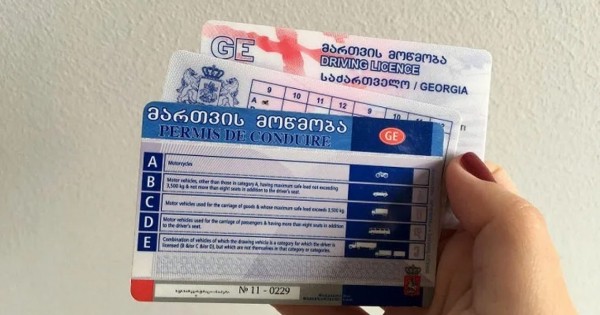 GE
მართვის მოწმობა
DRIVING LICENCE
საქართველო / GEORGIA
9 10 11
9 10 11 12
A
მართვის მოწმობა
GE
PERMIS DE CONDUIRE
A Motorcycles
B Motor vehicles, other than those in category A, having maximum safe load not exceeding
3,500 kg & not more than eight seats in addition to the driver's seat.
C Motor vehicles used for the carriage of goods & whose maximum safe load exceeds 3,500 kg.
D Motor vehicles used for the carriage of passengers & having more than eight seats in addition
to the driver's seat.
E Combination of vehicles of which the drawing vehicle is a category for which the driver is
licensed (B &/or C &/or D), but which are not themselves in that category or categories.
№ 11 - 0229